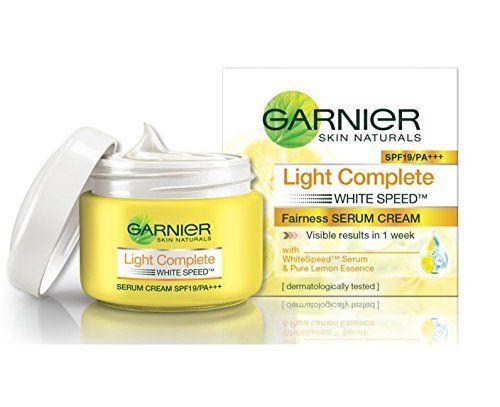 GARNIER
SKIN NATURALS
Light Complete
WHITE SPEED™
SERUM CREAM SPF19/PA+++
GARNIER
SKIN NATURALS
SPF19/PA+++
Light Complete
WHITE SPEED™
Fairness SERUM CREAM
Visible results in 1 week
with
WhiteSpeed™ Serum
& Pure Lemon Essence
[ dermatologically tested ]